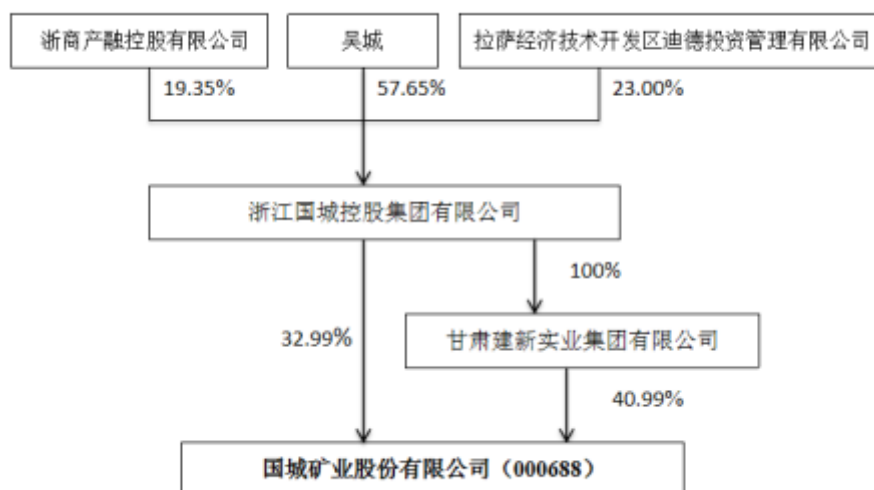 浙商产融控股有限公司
吴城
拉萨经济技术开发区迪德投资管理有限公司
19.35%
57.65%
23.00%
浙江国城控股集团有限公司
100%
32.99%
甘肃建新实业集团有限公司
40.99%
国城矿业股份有限公司（000688）